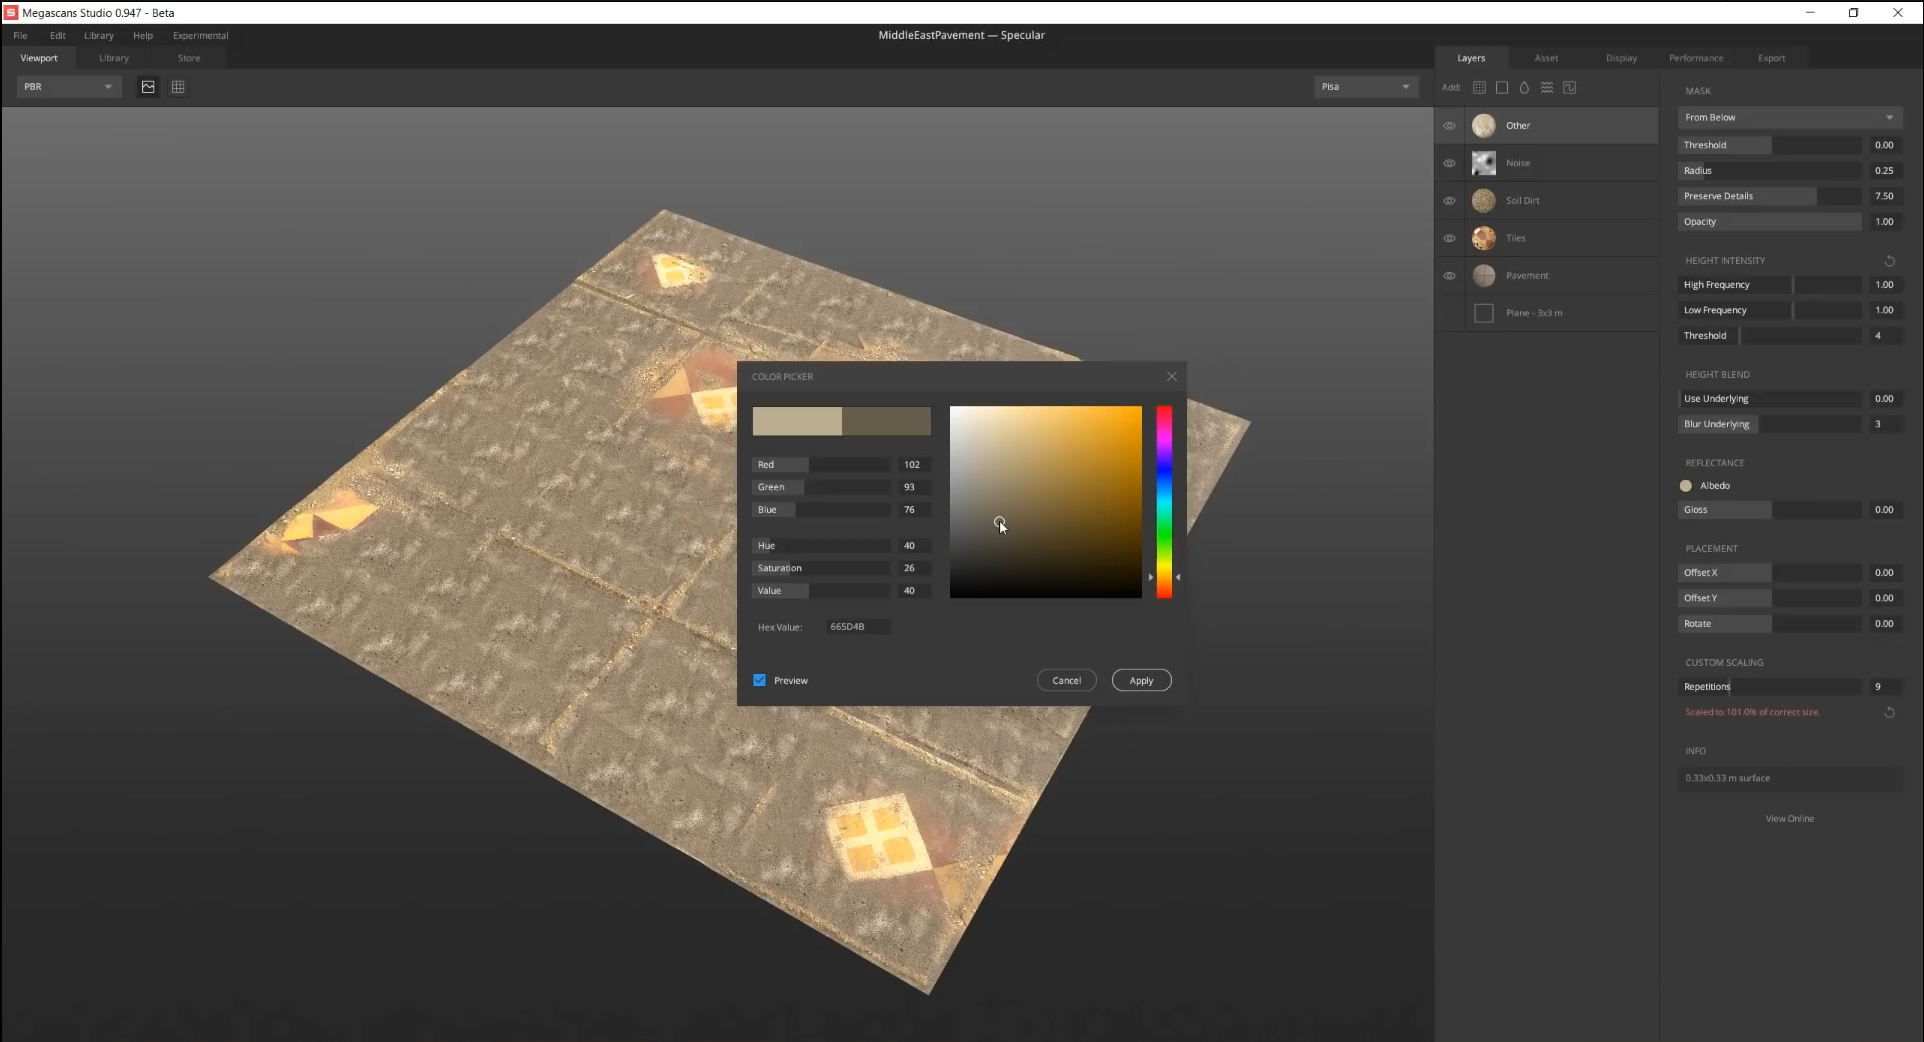 Megascans Studio 0.947 - Beta
File Edit Library Help Experimental
MiddleEastPavement — Specular
Viewport Library Store
Layers Asset Display Performance Export
PBR
Pisa
Add:
Other
Noise
Soil Dirt
Tiles
Pavement
Plane - 3x3 m
MASK
From Below
Threshold 0.00
Radius 0.25
Preserve Details 7.50
Opacity 1.00
HEIGHT INTENSITY
High Frequency 1.00
Low Frequency 1.00
Threshold 4
HEIGHT BLEND
Use Underlying 0.00
Blur Underlying 3
REFLECTANCE
Albedo
Gloss 0.00
PLACEMENT
Offset X 0.00
Offset Y 0.00
Rotate 0.00
CUSTOM SCALING
Repetitions 9
Scaled to 101.0% of correct size.
INFO
0.33x0.33 m surface
View Online
COLOR PICKER
Red 102
Green 93
Blue 76
Hue 40
Saturation 26
Value 40
Hex Value: 665D4B
Preview
Cancel Apply